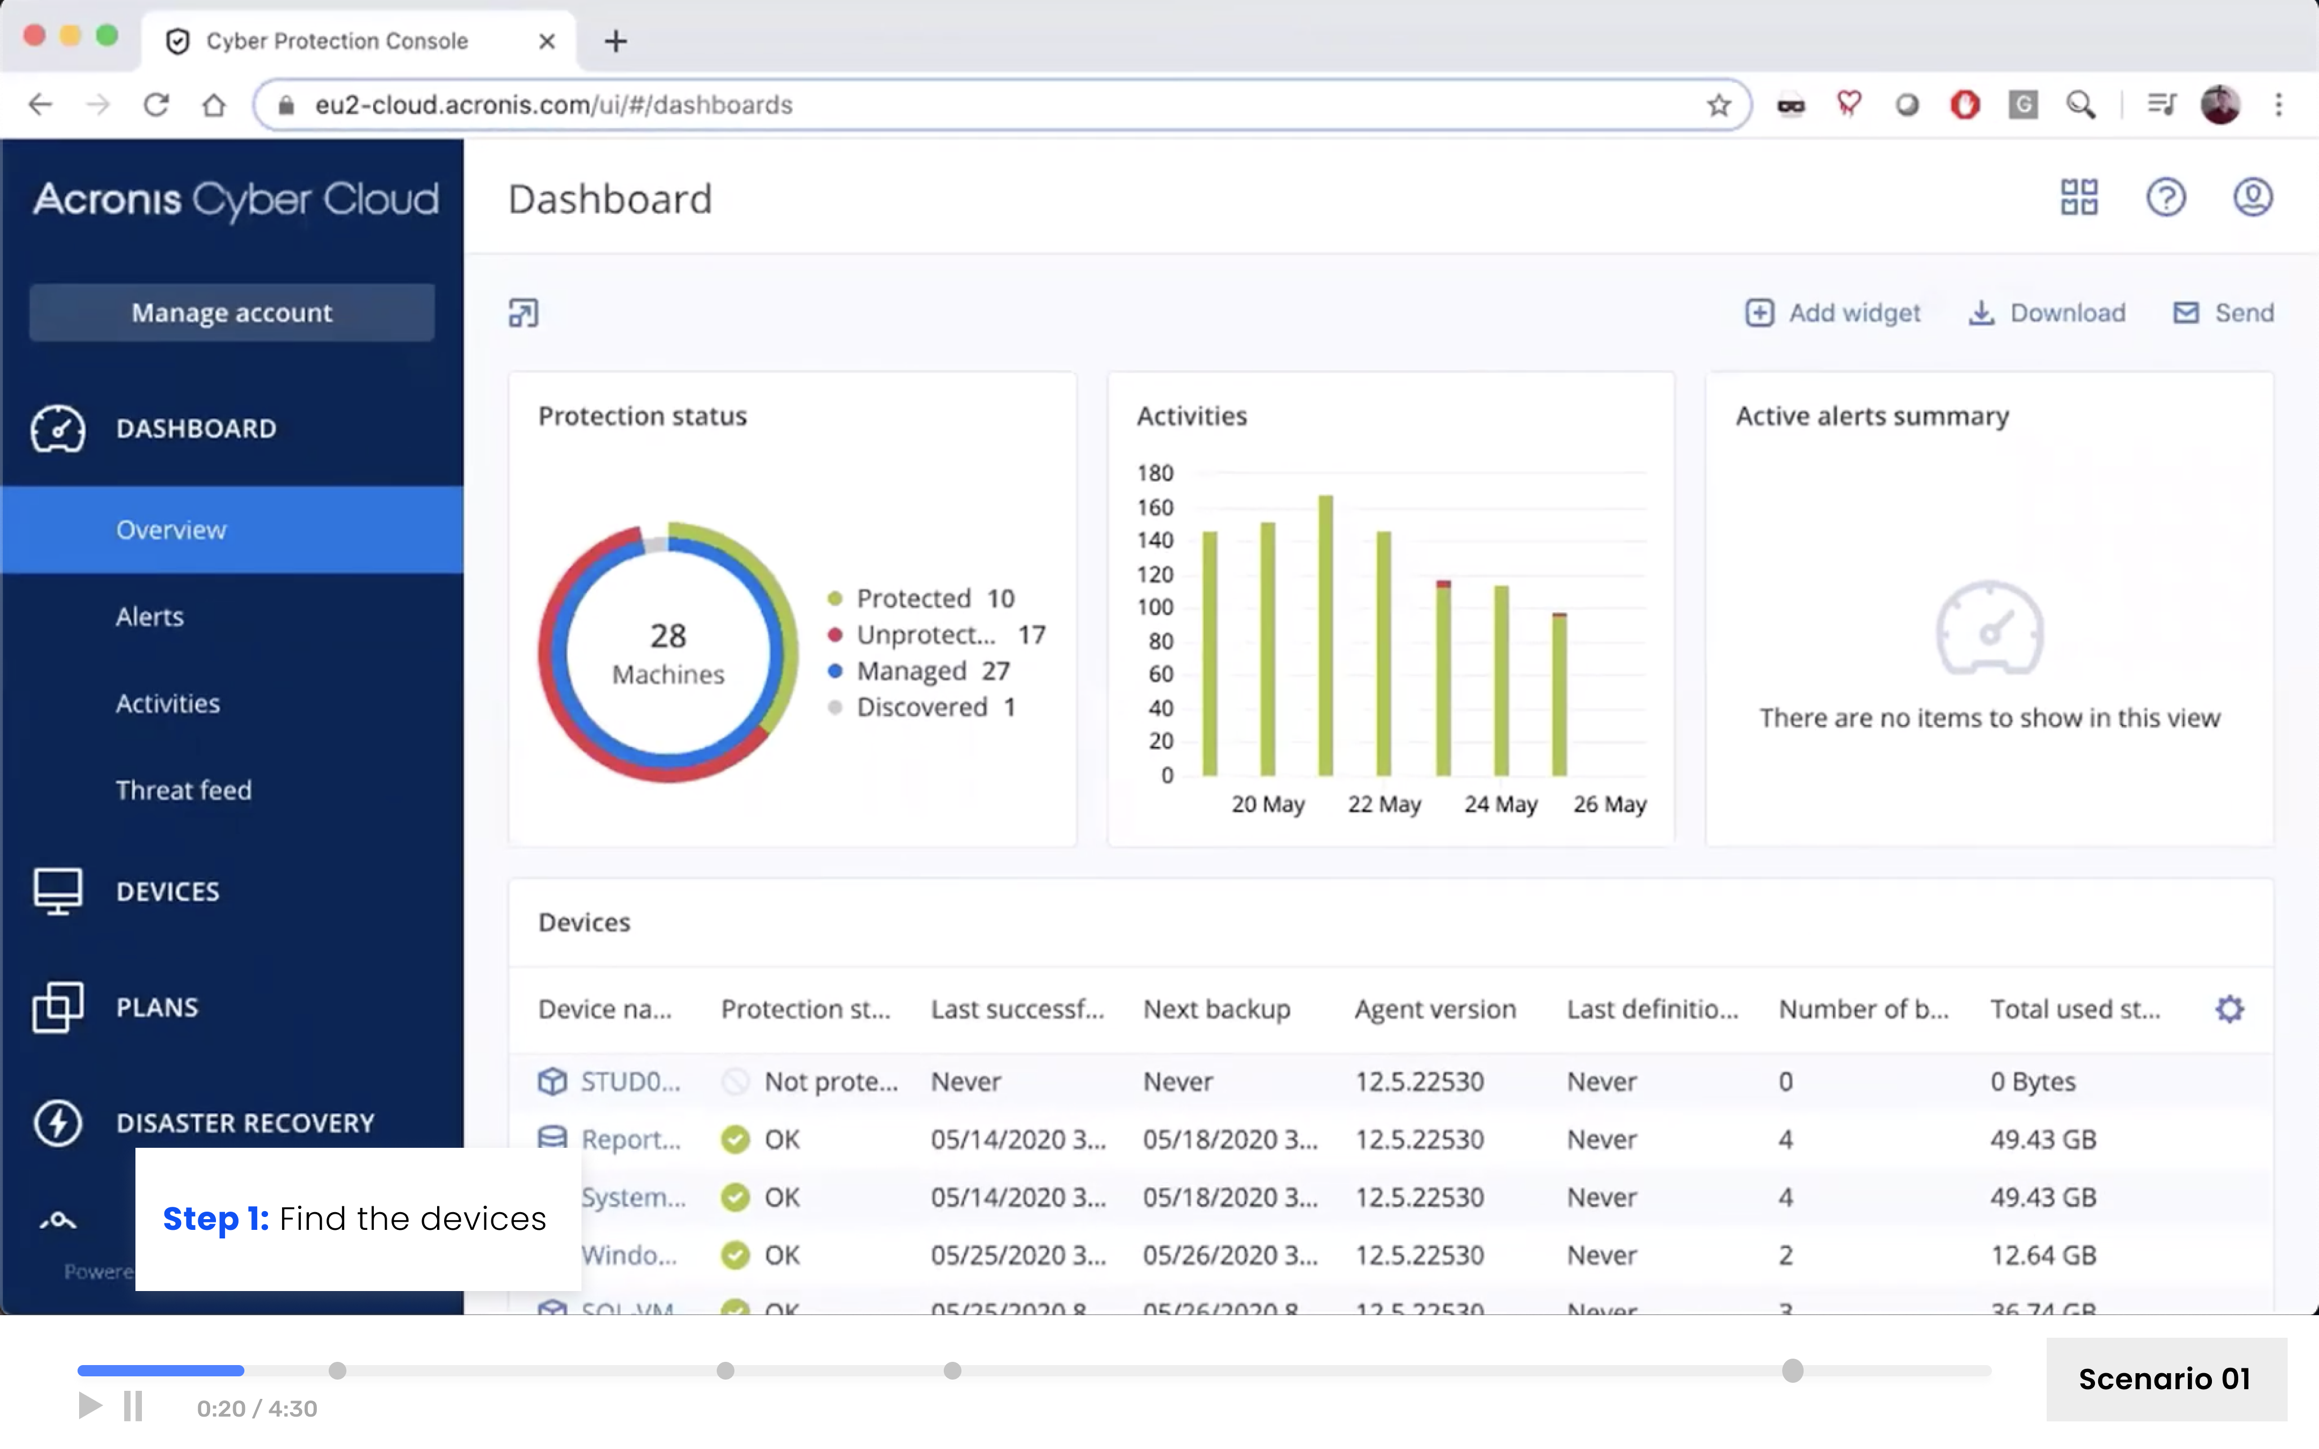 Cyber Protection Console
eu2-cloud.acronis.com/ui/#/dashboards
G
Acronis Cyber Cloud
Manage account
DASHBOARD
Overview
Alerts
Activities
Threat feed
DEVICES
PLANS
DISASTER RECOVERY
Powere
Dashboard
Add widget
Download
Send
Protection status
28
Machines
Protected 10
Unprotect... 17
Managed 27
Discovered 1
Activities
180
160
140
120
100
80
60
40
20
0
20 May 22 May 24 May 26 May
Active alerts summary
There are no items to show in this view
Devices
Device na... Protection st... Last successf... Next backup Agent version Last definitio... Number of b... Total used st...
STUD0... Not prote... Never Never 12.5.22530 Never 0 0 Bytes
Report... OK 05/14/2020 3... 05/18/2020 3... 12.5.22530 Never 4 49.43 GB
System... OK 05/14/2020 3... 05/18/2020 3... 12.5.22530 Never 4 49.43 GB
Windo... OK 05/25/2020 3... 05/26/2020 3... 12.5.22530 Never 2 12.64 GB
SQL-VM OK 05/25/2020 8 05/26/2020 8 12.5.22530 Never 3 36.74 GB
Step 1: Find the devices
0:20 / 4:30
Scenario 01